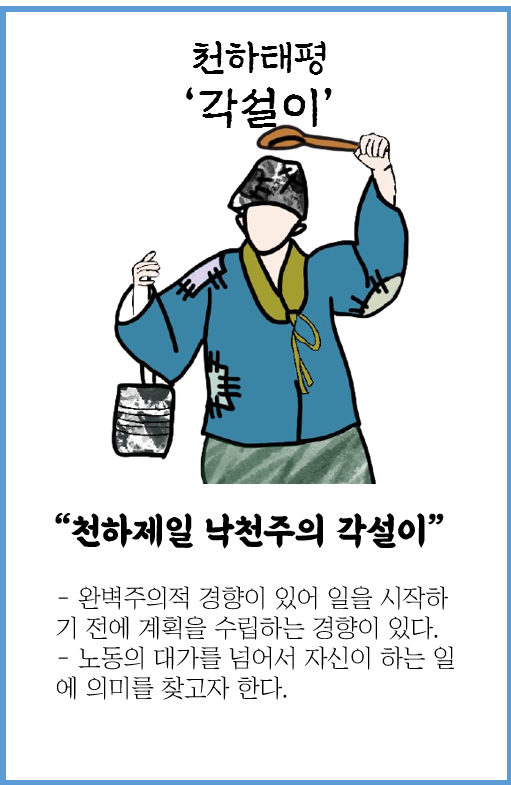 천하태평
‘각설이’
“천하제일 낙천주의 각설이”
- 완벽주의적 경향이 있어 일을 시작하
기 전에 계획을 수립하는 경향이 있다.
- 노동의 대가를 넘어서 자신이 하는 일
에 의미를 찾고자 한다.